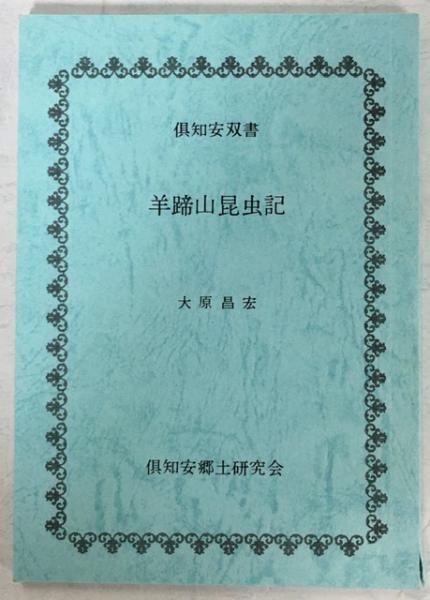 倶知安双書
羊蹄山昆虫記
大原昌宏
倶知安郷土研究会